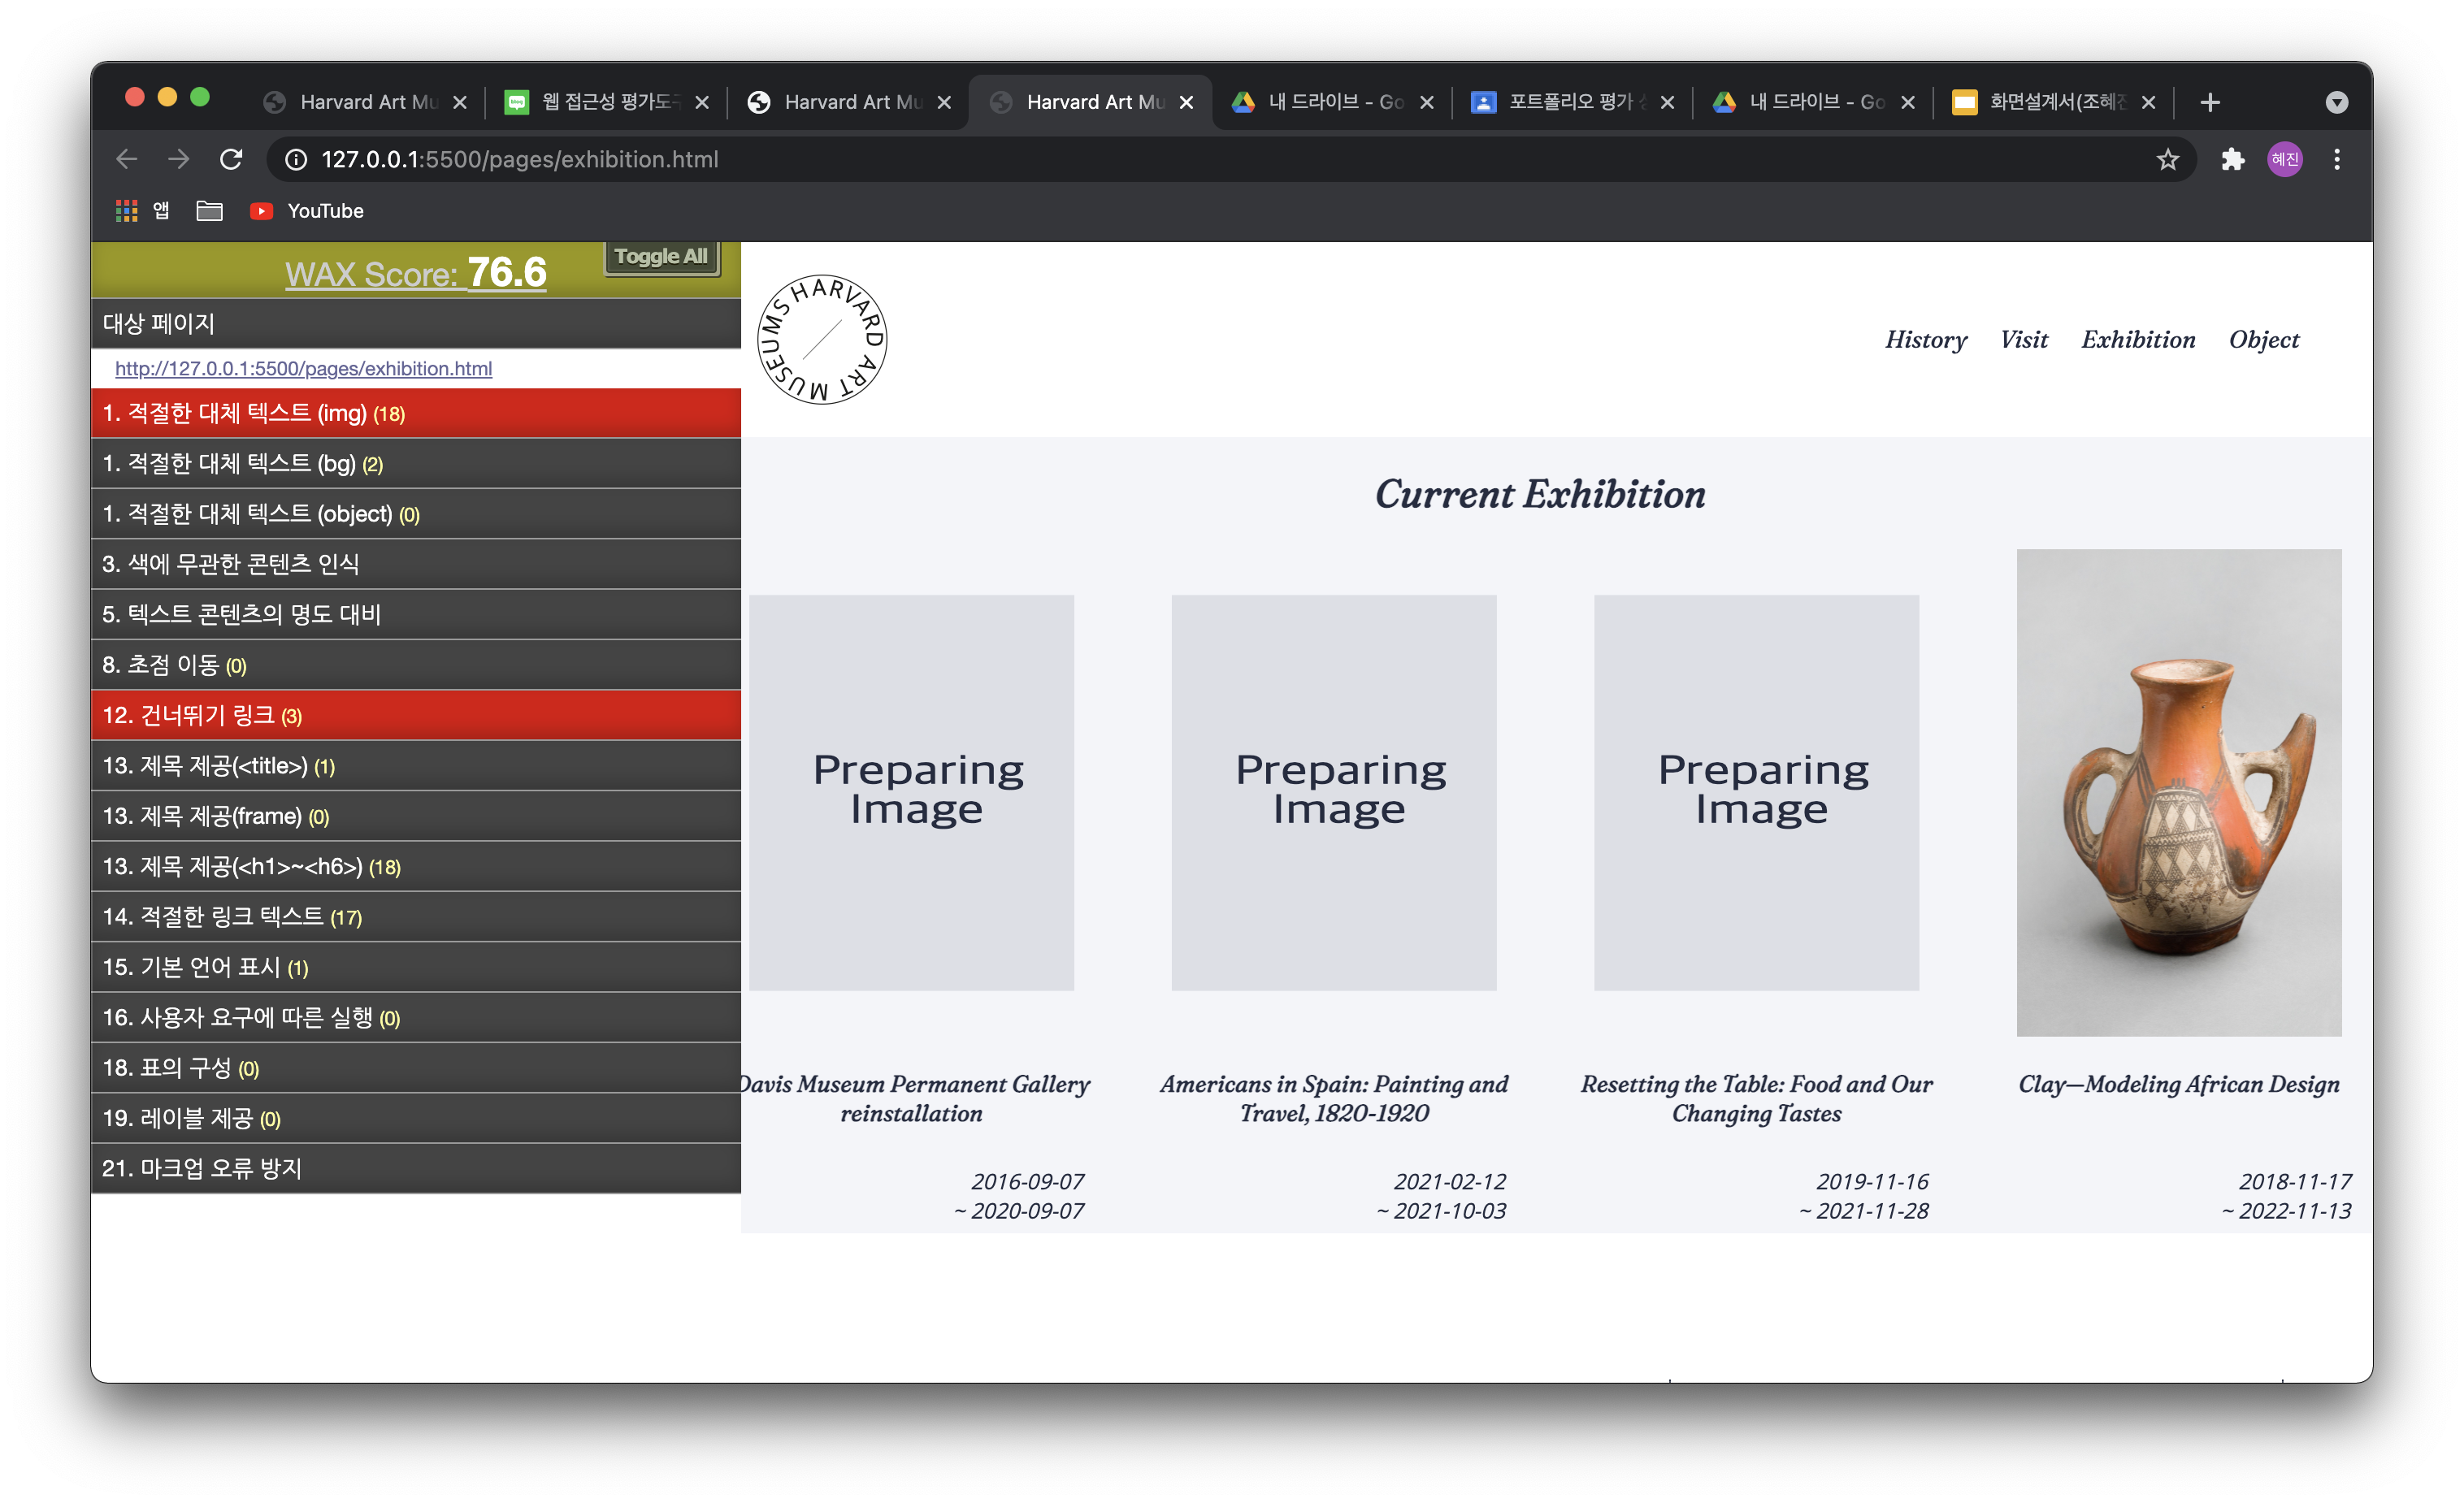 Harvard Art Mu
웹 접근성 평가도구
Harvard Art Mu
Harvard Art Mu
내 드라이브 - Go
포트폴리오 평가
내 드라이브 - Go
화면설계서(조혜진
127.0.0.1:5500/pages/exhibition.html
혜진
앱
YouTube
WAX Score: 76.6
Toggle All
대상 페이지
http://127.0.0.1:5500/pages/exhibition.html
1. 적절한 대체 텍스트 (img) (18)
1. 적절한 대체 텍스트 (bg) (2)
1. 적절한 대체 텍스트 (object) (0)
3. 색에 무관한 콘텐츠 인식
5. 텍스트 콘텐츠의 명도 대비
8. 초점 이동 (0)
12. 건너뛰기 링크 (3)
13. 제목 제공(<title>) (1)
13. 제목 제공(frame) (0)
13. 제목 제공(<h1>~<h6>) (18)
14. 적절한 링크 텍스트 (17)
15. 기본 언어 표시 (1)
16. 사용자 요구에 따른 실행 (0)
18. 표의 구성 (0)
19. 레이블 제공 (0)
21. 마크업 오류 방지
HARVARD ART MUSEUMS
History Visit Exhibition Object
Current Exhibition
Preparing
Image
Preparing
Image
Preparing
Image
Davis Museum Permanent Gallery
reinstallation
2016-09-07
~ 2020-09-07
Americans in Spain: Painting and
Travel, 1820-1920
2021-02-12
~ 2021-10-03
Resetting the Table: Food and Our
Changing Tastes
2019-11-16
~ 2021-11-28
Clay—Modeling African Design
2018-11-17
~ 2022-11-13